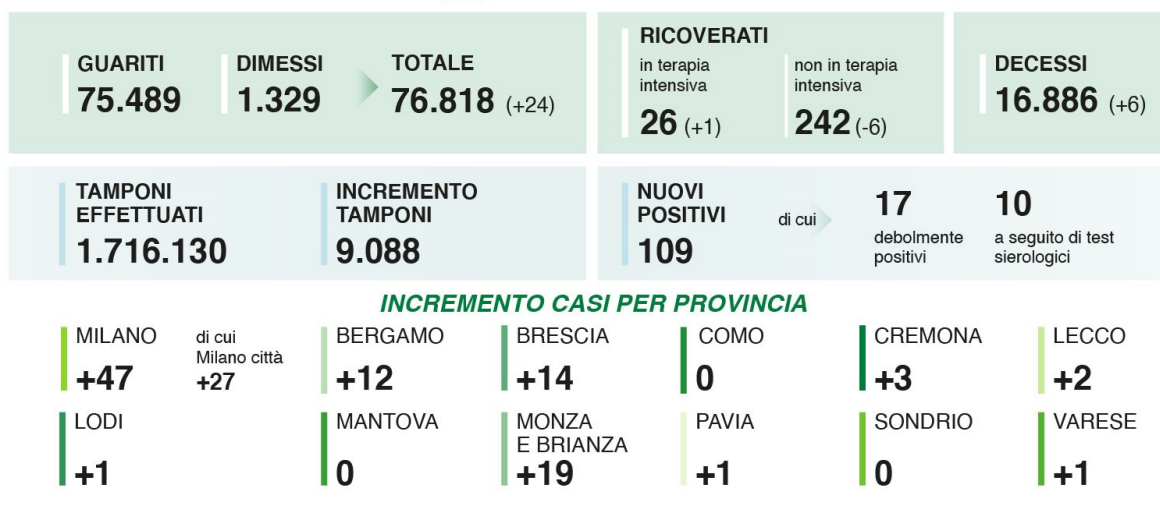 GUARITI
75.489
DIMESSI
1.329
TOTALE
76.818 (+24)
RICOVERATI
in terapia
intensiva
26 (+1)
non in terapia
intensiva
242 (-6)
DECESSI
16.886 (+6)
TAMPONI
EFFETTUATI
1.716.130
INCREMENTO
TAMPONI
9.088
NUOVI
POSITIVI
109
di cui
17
debolmente
positivi
10
a seguito di test
sierologici
INCREMENTO CASI PER PROVINCIA
MILANO
+47
di cui
Milano città
+27
BERGAMO
+12
BRESCIA
+14
COMO
0
CREMONA
+3
LECCO
+2
LODI
+1
MANTOVA
0
MONZA
E BRIANZA
+19
PAVIA
+1
SONDRIO
0
VARESE
+1